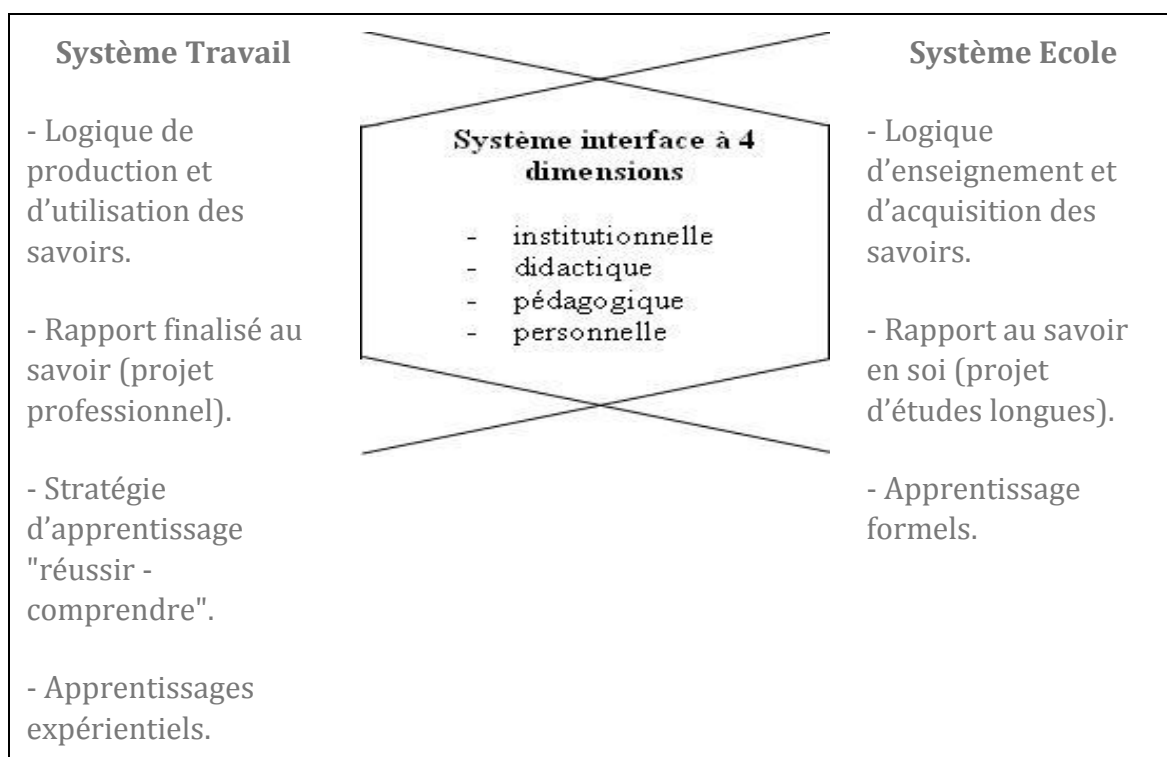 Système Travail
- Logique de
production et
d’utilisation des
savoirs.
- Rapport finalisé au
savoir (projet
professionnel).
- Stratégie
d’apprentissage
"réussir -
comprendre".
- Apprentissages
expérientiels.
Système interface à 4
dimensions
- institutionnelle
- didactique
- pédagogique
- personnelle
Système Ecole
- Logique
d’enseignement et
d’acquisition des
savoirs.
- Rapport au savoir
en soi (projet
d’études longues).
- Apprentissage
formels.